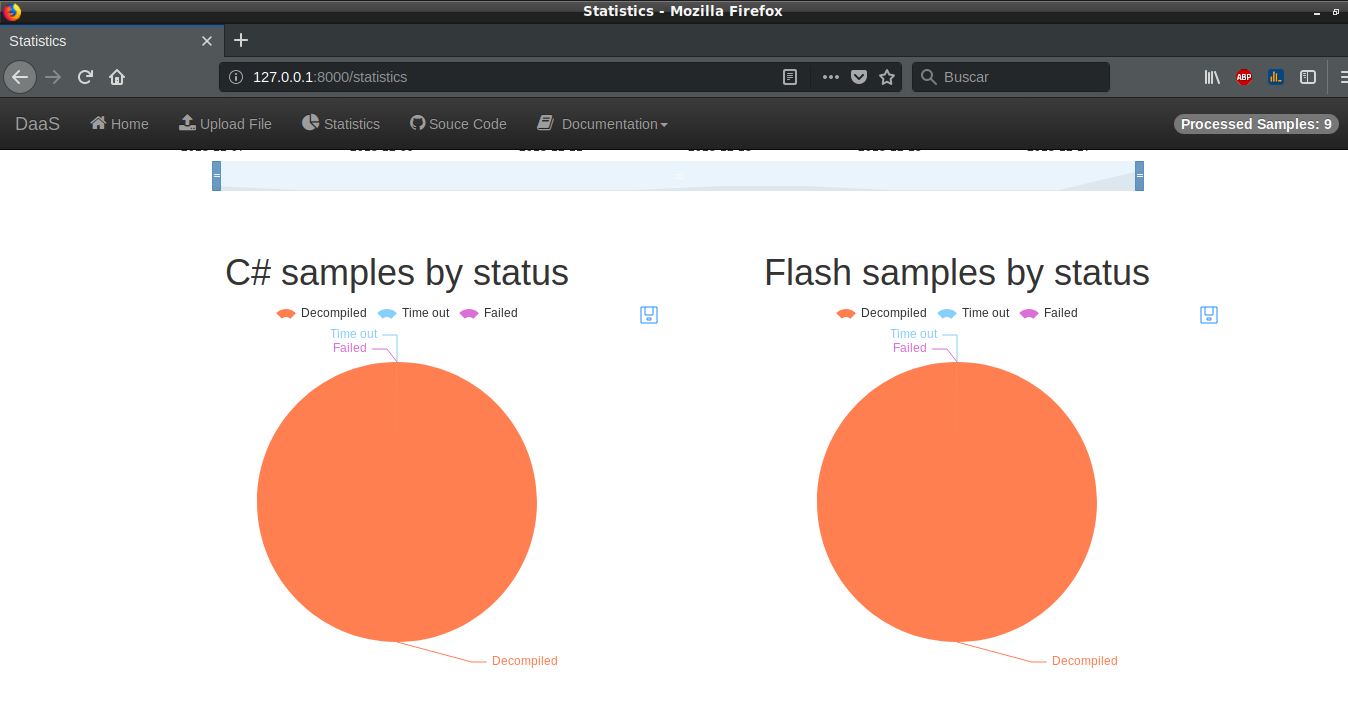 Statistics - Mozilla Firefox
Statistics
127.0.0.1:8000/statistics
Buscar
ABP
DaaS Home Upload File Statistics Souce Code Documentation Processed Samples: 9
C# samples by status Flash samples by status
Decompiled Time out Failed Decompiled Time out Failed
Time out Time out
Failed Failed
Decompiled Decompiled